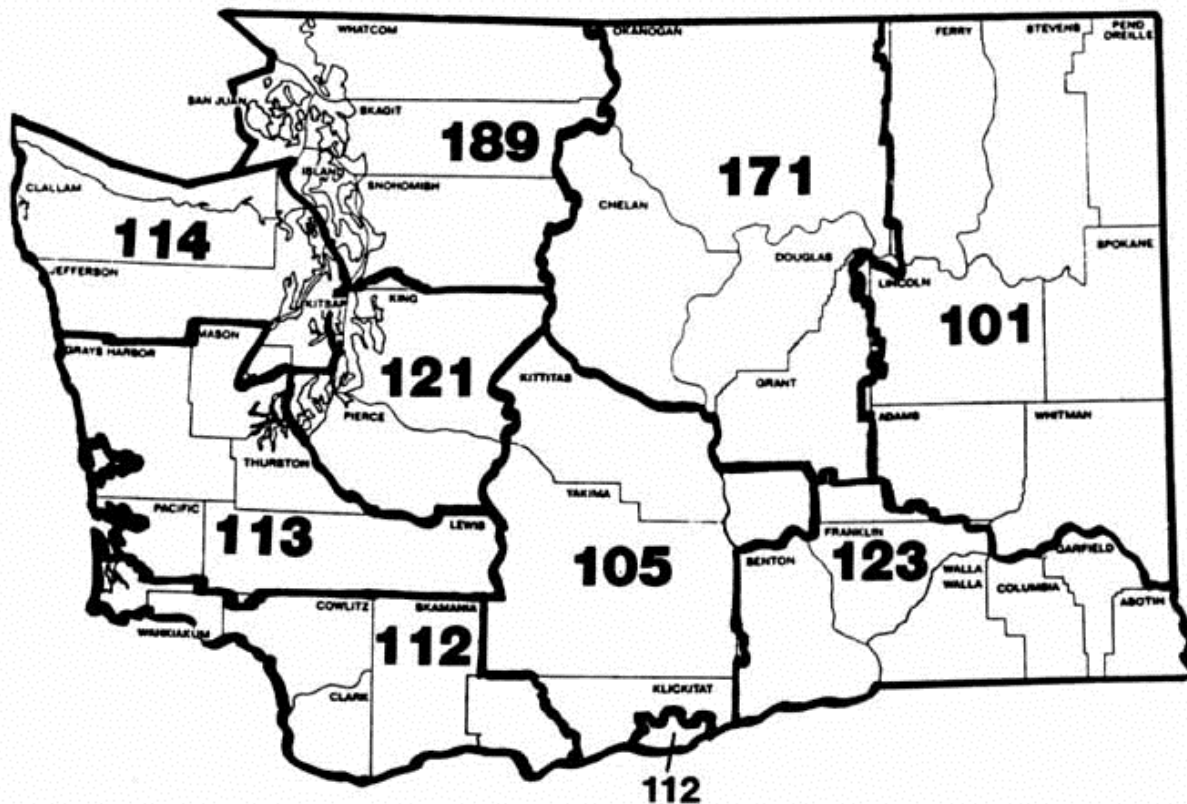 WHATCOM
OKANOGAN
FERRY
STEVENS
PEND
OREILLE
SAN JUAN
SKAGIT
189
ISLAND
SNOHOMISH
171
CLALLAM
CHELAN
114
DOUGLAS
SPOKANE
JEFFERSON
LINCOLN
KITSAP
KING
101
MASON
GRAYS HARBOR
121
KITTITAS
GRANT
PIERCE
ADAMS
WHITMAN
THURSTON
YAKIMA
PACIFIC
LEWIS
113
FRANKLIN
GARFIELD
105
BENTON
123
WALLA
WALLA
COLUMBIA
ASOTIN
COWLITZ
SKAMANIA
WAHKIAKUM
112
CLARK
KLICKITAT
112